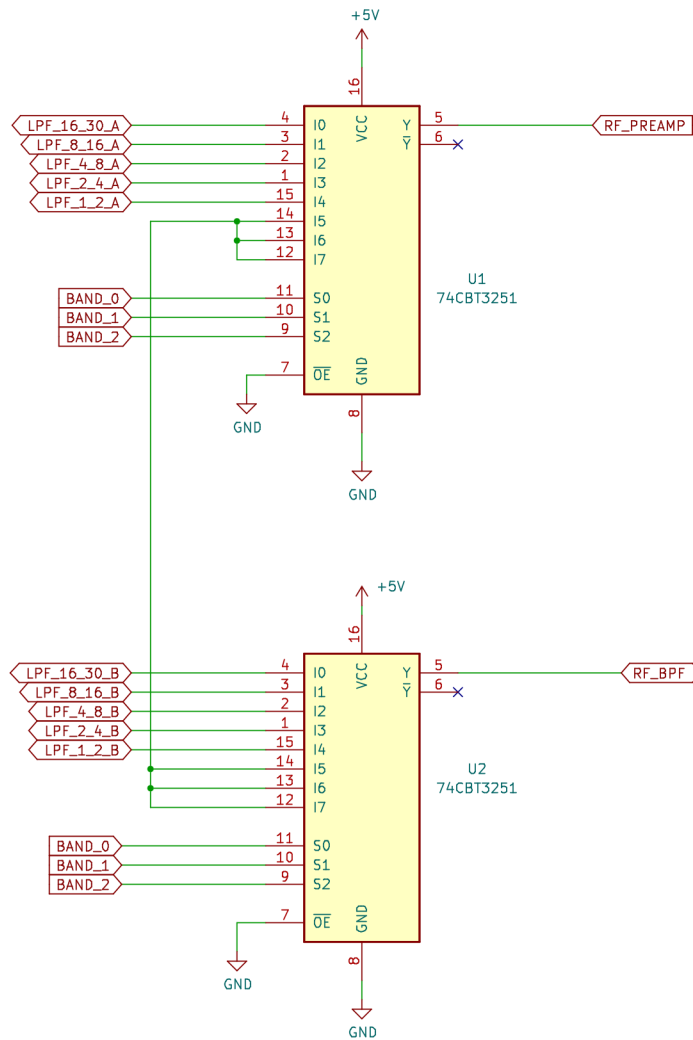 +5V
16
LPF_16_30_A 4 I0 VCC Y 5 RF_PREAMP
LPF_8_16_A 3 I1 Y 6
LPF_4_8_A 2 I2
LPF_2_4_A 1 I3
LPF_1_2_A 15 I4
14 I5
13 I6
12 I7
U1
74CBT3251
BAND_0 11 S0
BAND_1 10 S1
BAND_2 9 S2
7 OE GND
8
GND
GND
+5V
16
LPF_16_30_B 4 I0 VCC Y 5 RF_BPF
LPF_8_16_B 3 I1 Y 6
LPF_4_8_B 2 I2
LPF_2_4_B 1 I3
LPF_1_2_B 15 I4
14 I5
13 I6
12 I7
U2
74CBT3251
BAND_0 11 S0
BAND_1 10 S1
BAND_2 9 S2
7 OE GND
8
GND
GND